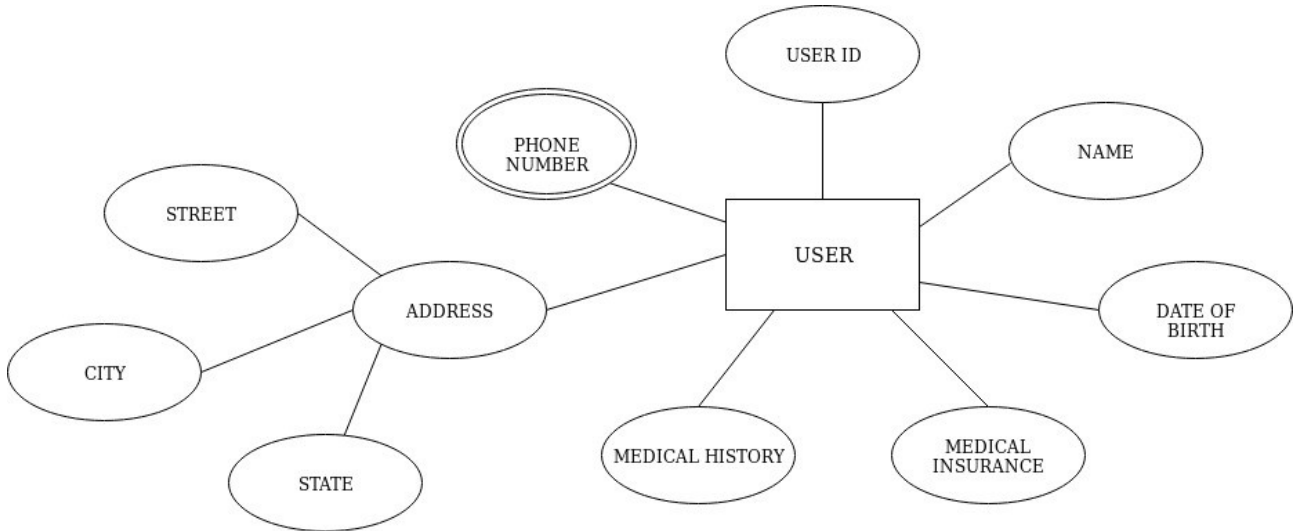 USER ID
PHONE
NUMBER
NAME
STREET
USER
ADDRESS
DATE OF
BIRTH
CITY
MEDICAL HISTORY
MEDICAL
INSURANCE
STATE